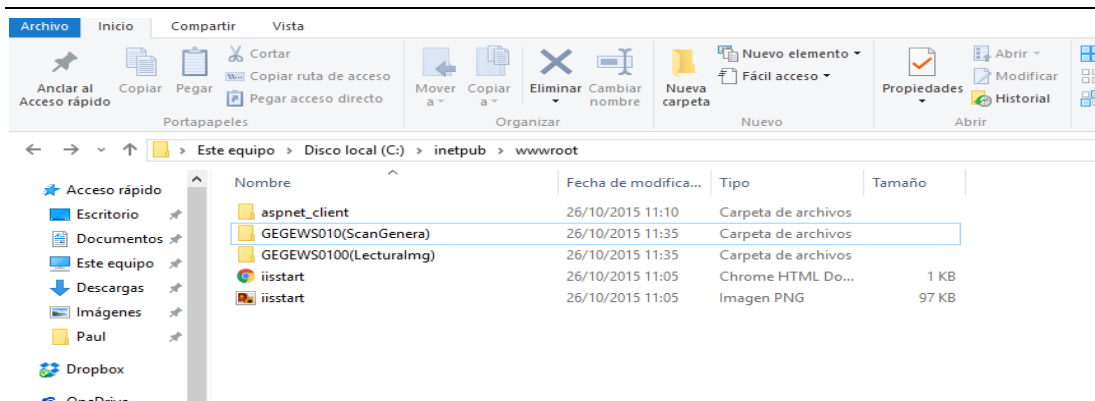 Archivo Inicio Compartir Vista
Anclar al Acceso rápido
Copiar
Pegar
Cortar
Copiar ruta de acceso
Pegar acceso directo
Portapapeles
Mover a
Copiar a
Eliminar
Cambiar nombre
Organizar
Nueva carpeta
Nuevo elemento
Fácil acceso
Nuevo
Propiedades
Abrir
Modificar
Historial
Abrir
Este equipo > Disco local (C:) > inetpub > wwwroot
Acceso rápido
Escritorio
Documentos
Este equipo
Descargas
Imágenes
Paul
Dropbox
OneDrive
Nombre Fecha de modifica... Tipo Tamaño
aspnet_client 26/10/2015 11:10 Carpeta de archivos
GEGEWS010(ScanGenera) 26/10/2015 11:35 Carpeta de archivos
GEGEWS0100(LecturaImg) 26/10/2015 11:35 Carpeta de archivos
iisstart 26/10/2015 11:05 Chrome HTML Do... 1 KB
iisstart 26/10/2015 11:05 Imagen PNG 97 KB